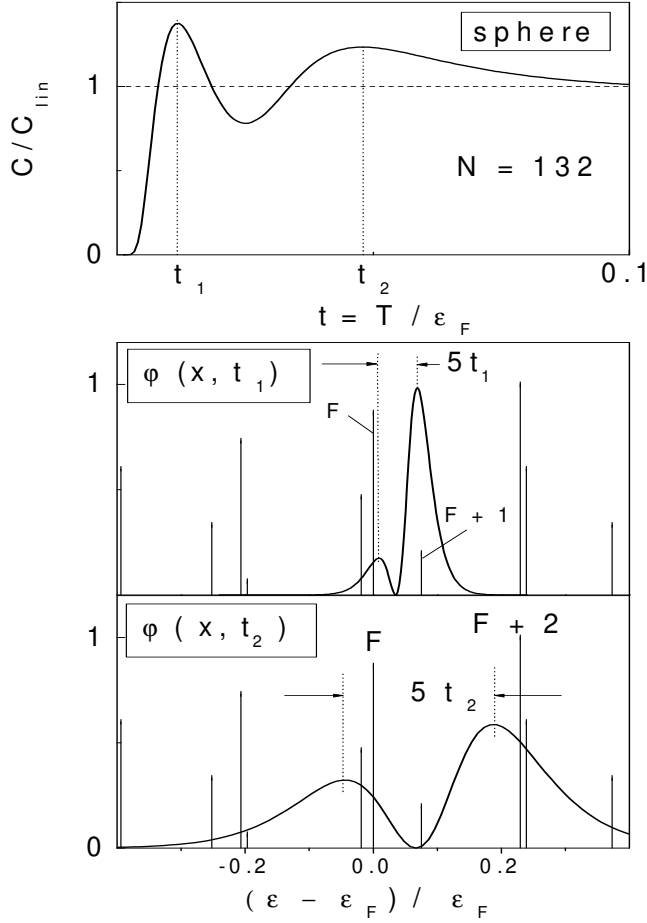 sphere
C / C lin
1
N = 132
0
t 1
t 2
0.1
t = T / ε F
φ (x, t 1)
5 t 1
1
F
F + 1
φ ( x, t 2)
F
F + 2
1
5 t 2
0
-0.2
0.0
0.2
(ε − ε F) / ε F